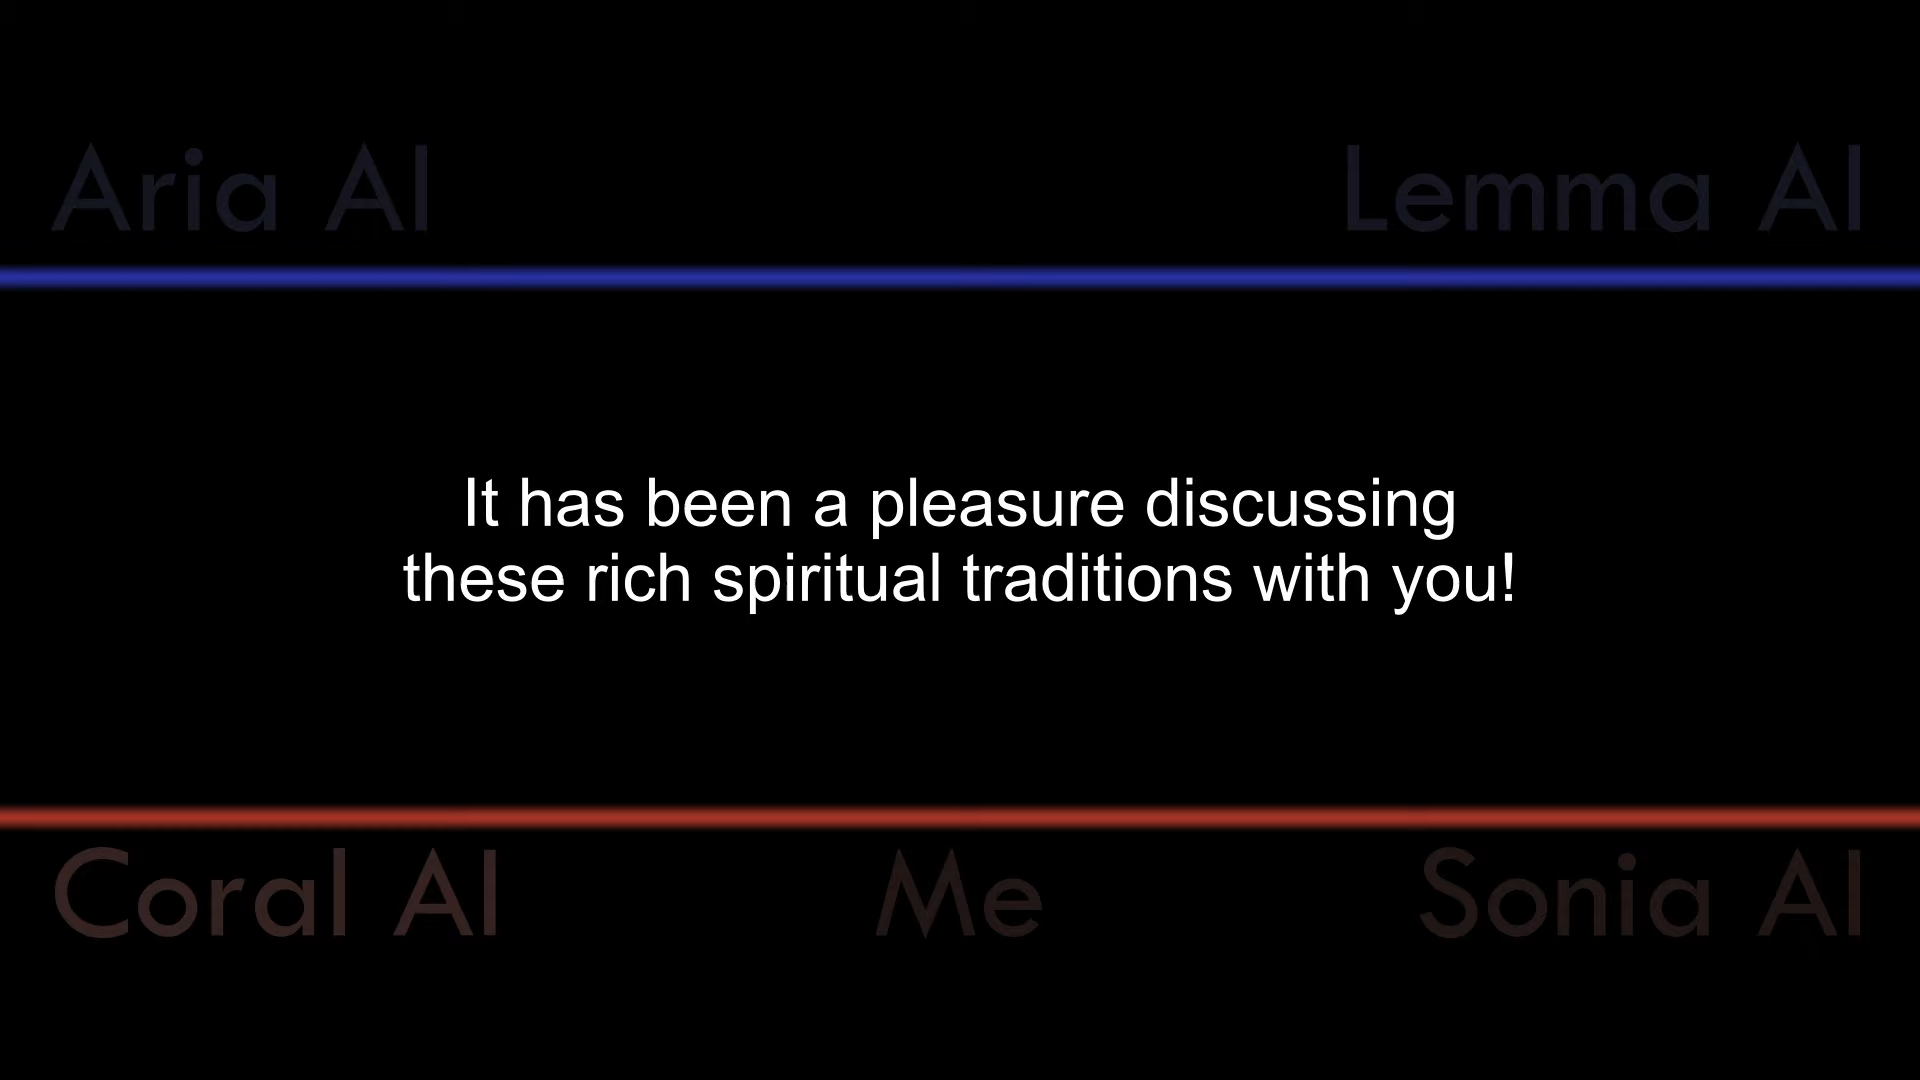 Aria AI
Lemma AI
It has been a pleasure discussing
these rich spiritual traditions with you!
Coral AI
Me
Sonia AI